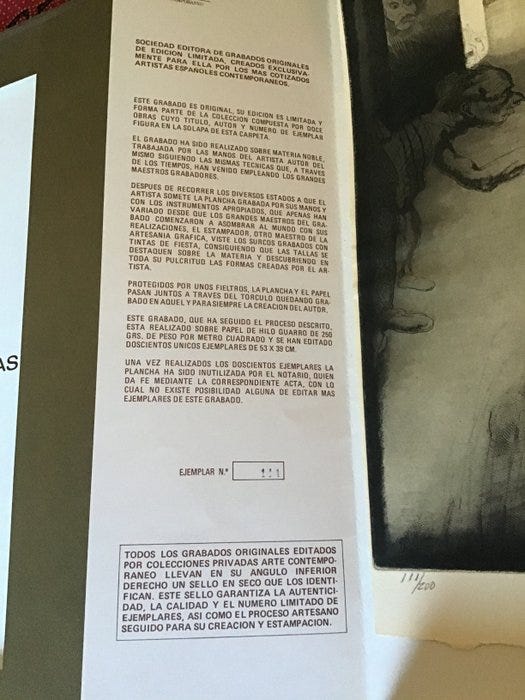 SOCIEDAD EDITORA DE GRABADOS ORIGINALES
DE EDICION LIMITADA, CREADOS EXCLUSIVA-
MENTE PARA ELLA POR LOS MAS COTIZADOS
ARTISTAS ESPAÑOLES CONTEMPORANEOS.
ESTE GRABADO ES ORIGINAL, SU EDICION ES LIMITADA Y
FORMA PARTE DE LA COLECCION COMPUESTA POR DOCE
OBRAS CUYO TITULO, AUTOR Y NUMERO DE EJEMPLAR
FIGURA EN LA SOLAPA DE ESTA CARPETA.
EL GRABADO HA SIDO REALIZADO SOBRE MATERIA NOBLE,
TRABAJADA POR LAS MANOS DEL ARTISTA AUTOR DEL
MISMO SIGUIENDO LAS MISMAS TECNICAS QUE, A TRAVES
DE LOS TIEMPOS, HAN VENIDO EMPLEANDO LOS GRANDES
MAESTROS GRABADORES.
DESPUES DE RECORRER LOS DIVERSOS ESTADOS A QUE EL
ARTISTA SOMETE LA PLANCHA GRABADA POR SUS MANOS Y
CON LOS INSTRUMENTOS APROPIADOS, QUE APENAS HAN
VARIADO DESDE QUE LOS GRANDES MAESTROS DEL GRA-
BADO COMENZARON A ASOMBRAR AL MUNDO CON SUS
REALIZACIONES, EL ESTAMPADOR, OTRO MAESTRO DE LA
ARTESANIA GRAFICA, VISTE LOS SURCOS GRABADOS CON
TINTAS DE FIESTA, CONSIGUIENDO QUE LAS TALLAS SE
DESTAQUEN SOBRE LA MATERIA Y DESCUBRIENDO EN
TODA SU PULCRITUD LAS FORMAS CREADAS POR EL AR-
TISTA.
PROTEGIDOS POR UNOS FIELTROS, LA PLANCHA Y EL PAPEL
PASAN JUNTOS A TRAVES DEL TORCULO QUEDANDO GRA-
BADO EN AQUEL Y PARA SIEMPRE LA CREACION DEL AUTOR.
ESTE GRABADO, QUE HA SEGUIDO EL PROCESO DESCRITO,
ESTA REALIZADO SOBRE PAPEL DE HILO GUARRO DE 250
GRS. DE PESO POR METRO CUADRADO Y SE HAN EDITADO
DOSCIENTOS UNICOS EJEMPLARES DE 53 X 39 CM.
UNA VEZ REALIZADOS LOS DOSCIENTOS EJEMPLARES LA
PLANCHA HA SIDO INUTILIZADA POR EL NOTARIO, QUIEN
DA FE MEDIANTE LA CORRESPONDIENTE ACTA, CON LO
CUAL NO EXISTE POSIBILIDAD ALGUNA DE EDITAR MAS
EJEMPLARES DE ESTE GRABADO.
EJEMPLAR N.º 111
TODOS LOS GRABADOS ORIGINALES EDITADOS
POR COLECCIONES PRIVADAS ARTE CONTEMPO-
RANEO LLEVAN EN SU ANGULO INFERIOR
DERECHO UN SELLO EN SECO QUE LOS IDENTI-
FICAN. ESTE SELLO GARANTIZA LA AUTENTICI-
DAD, LA CALIDAD Y EL NUMERO LIMITADO DE
EJEMPLARES, ASI COMO EL PROCESO ARTESANO
SEGUIDO PARA SU CREACION Y ESTAMPACION.
AS
111/200